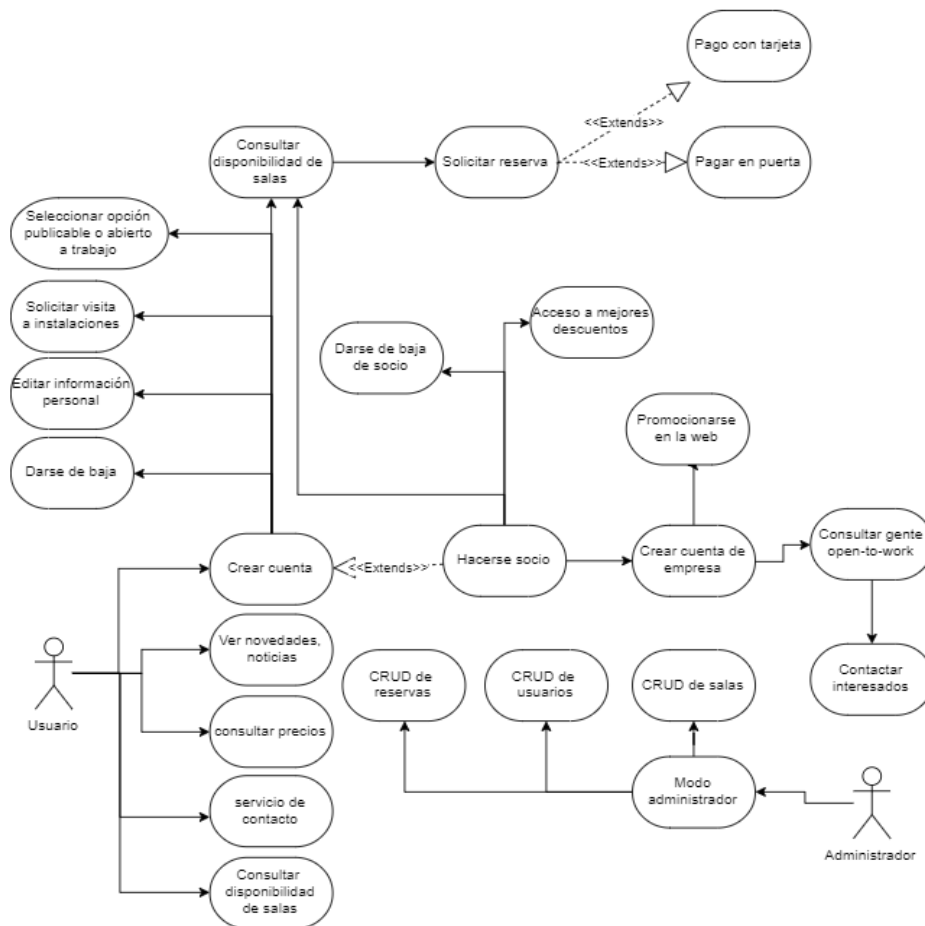 Pago con tarjeta
<<Extends>>
Consultar
disponibilidad de
salas
Solicitar reserva
<<Extends>>
Pagar en puerta
Seleccionar opción
publicable o abierto
a trabajo
Solicitar visita
a instalaciones
Acceso a mejores
descuentos
Darse de baja
de socio
Editar información
personal
Promocionarse
en la web
Darse de baja
Crear cuenta
<<Extends>>
Hacerse socio
Crear cuenta de
empresa
Consultar gente
open-to-work
Ver novedades,
noticias
CRUD de
reservas
CRUD de
usuarios
CRUD de salas
Contactar
interesados
Usuario
consultar precios
Modo
administrador
servicio de
contacto
Administrador
Consultar
disponibilidad
de salas